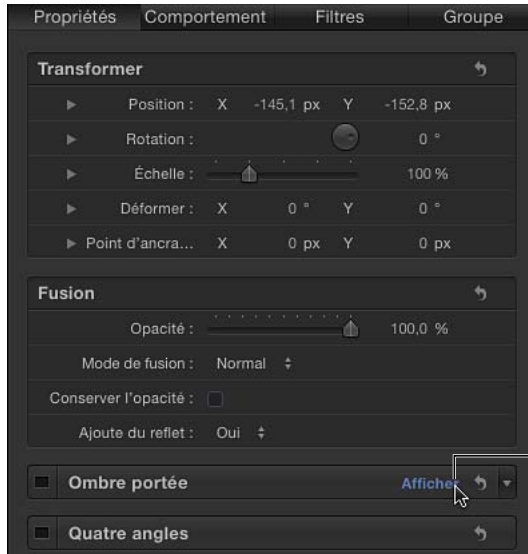 Propriétés Comportement Filtres Groupe
Transformer
Position : X -145,1 px Y -152,8 px
Rotation : 0 °
Échelle : 100 %
Déformer : X 0 ° Y 0 °
Point d'ancra... X 0 px Y 0 px
Fusion
Opacité : 100,0 %
Mode de fusion : Normal
Conserver l'opacité :
Ajoute du reflet : Oui
Ombre portée Afficher
Quatre angles